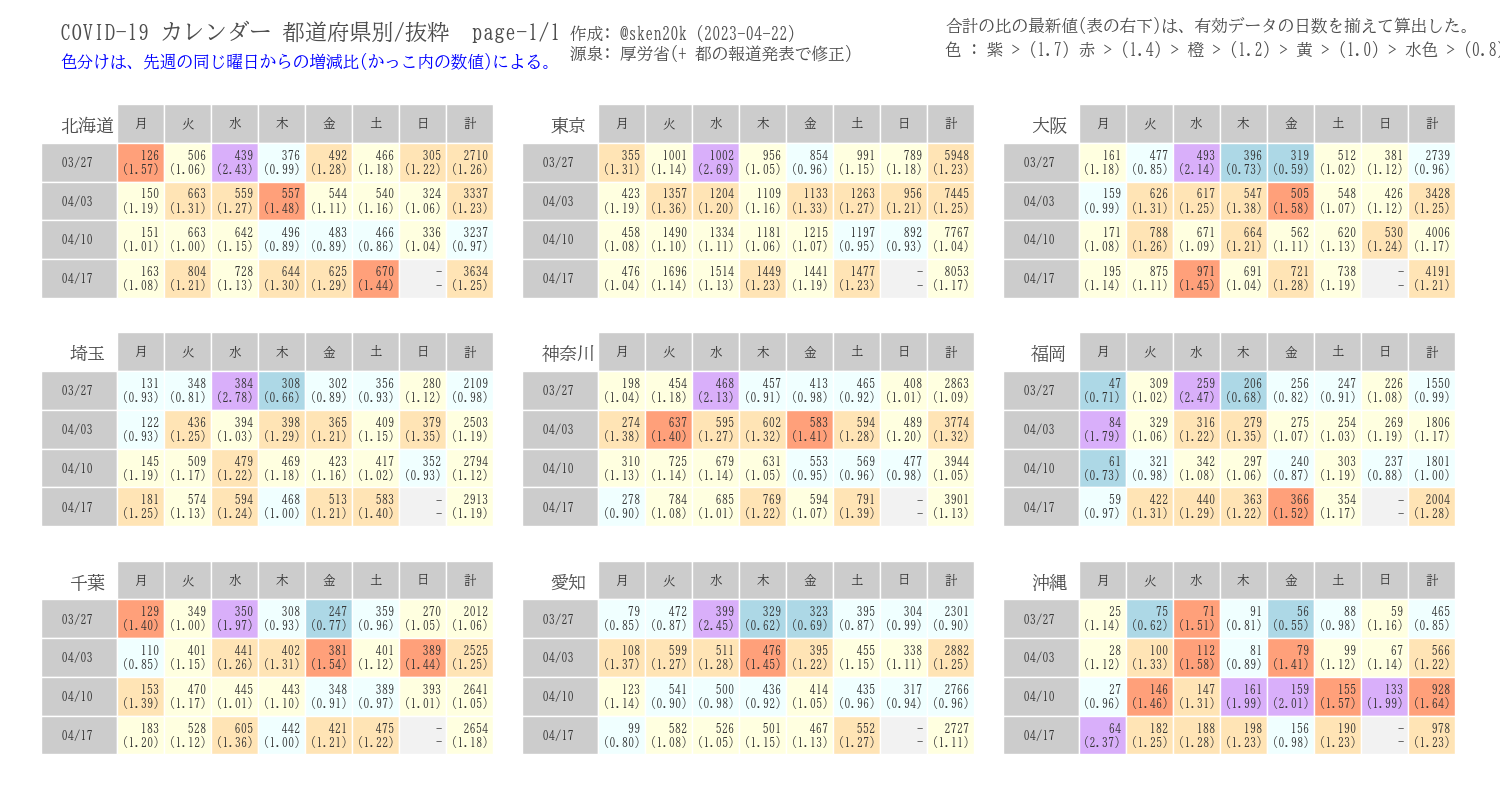 COVID-19 カレンダー 都道府県別/抜粋 page-1/1
作成: @sken20k (2023-04-22)
合計の比の最新値(表の右下)は、有効データの日数を揃えて算出した。
色分けは、先週の同じ曜日からの増減比(かっこ内の数値)による。
源泉: 厚労省(+ 都の報道発表で修正)
色 : 紫 > (1.7) 赤 > (1.4) 橙 > (1.2) 黄 > (1.0) 水色 > (0.8)
北海道 月 火 水 木 金 土 日 計
03/27 126 506 439 376 492 466 305 2710
(1.57) (1.06) (2.43) (0.99) (1.28) (1.18) (1.22) (1.26)
04/03 150 663 559 557 544 540 324 3337
(1.19) (1.31) (1.27) (1.48) (1.11) (1.16) (1.06) (1.23)
04/10 151 663 642 496 483 466 336 3237
(1.01) (1.00) (1.15) (0.89) (0.89) (0.86) (1.04) (0.97)
04/17 163 804 728 644 625 670 - 3634
(1.08) (1.21) (1.13) (1.30) (1.29) (1.44) - (1.25)
東京 月 火 水 木 金 土 日 計
03/27 355 1001 1002 956 854 991 789 5948
(1.31) (1.14) (2.69) (1.05) (0.96) (1.15) (1.18) (1.23)
04/03 423 1357 1204 1109 1133 1263 956 7445
(1.19) (1.36) (1.20) (1.16) (1.33) (1.27) (1.21) (1.25)
04/10 458 1490 1334 1181 1215 1197 892 7767
(1.08) (1.10) (1.11) (1.06) (1.07) (0.95) (0.93) (1.04)
04/17 476 1696 1514 1449 1441 1477 - 8053
(1.04) (1.14) (1.13) (1.23) (1.19) (1.23) - (1.17)
大阪 月 火 水 木 金 土 日 計
03/27 161 477 493 396 319 512 381 2739
(1.18) (0.85) (2.14) (0.73) (0.59) (1.02) (1.12) (0.96)
04/03 159 626 617 547 505 548 426 3428
(0.99) (1.31) (1.25) (1.38) (1.58) (1.07) (1.12) (1.25)
04/10 171 788 671 664 562 620 530 4006
(1.08) (1.26) (1.09) (1.21) (1.11) (1.13) (1.24) (1.17)
04/17 195 875 971 691 721 738 - 4191
(1.14) (1.11) (1.45) (1.04) (1.28) (1.19) - (1.21)
埼玉 月 火 水 木 金 土 日 計
03/27 131 348 384 308 302 356 280 2109
(0.93) (0.81) (2.78) (0.66) (0.89) (0.93) (1.12) (0.98)
04/03 122 436 394 398 365 409 379 2503
(0.93) (1.25) (1.03) (1.29) (1.21) (1.15) (1.35) (1.19)
04/10 145 509 479 469 423 417 352 2794
(1.19) (1.17) (1.22) (1.18) (1.16) (1.02) (0.93) (1.12)
04/17 181 574 594 468 513 583 - 2913
(1.25) (1.13) (1.24) (1.00) (1.21) (1.40) - (1.19)
神奈川 月 火 水 木 金 土 日 計
03/27 198 454 468 457 413 465 408 2863
(1.04) (1.18) (2.13) (0.91) (0.98) (0.92) (1.01) (1.09)
04/03 274 637 595 602 583 594 489 3774
(1.38) (1.40) (1.27) (1.32) (1.41) (1.28) (1.20) (1.32)
04/10 310 725 679 631 553 569 477 3944
(1.13) (1.14) (1.14) (1.05) (0.95) (0.96) (0.98) (1.05)
04/17 278 784 685 769 594 791 - 3901
(0.90) (1.08) (1.01) (1.22) (1.07) (1.39) - (1.13)
福岡 月 火 水 木 金 土 日 計
03/27 47 309 259 206 256 247 226 1550
(0.71) (1.02) (2.47) (0.68) (0.82) (0.91) (1.08) (0.99)
04/03 84 329 316 279 275 254 269 1806
(1.79) (1.06) (1.22) (1.35) (1.07) (1.03) (1.19) (1.17)
04/10 61 321 342 297 240 303 237 1801
(0.73) (0.98) (1.08) (1.06) (0.87) (1.19) (0.88) (1.00)
04/17 59 422 440 363 366 354 - 2004
(0.97) (1.31) (1.29) (1.22) (1.52) (1.17) - (1.28)
千葉 月 火 水 木 金 土 日 計
03/27 129 349 350 308 247 359 270 2012
(1.40) (1.00) (1.97) (0.93) (0.77) (0.96) (1.05) (1.06)
04/03 110 401 441 402 381 401 389 2525
(0.85) (1.15) (1.26) (1.31) (1.54) (1.12) (1.44) (1.25)
04/10 153 470 445 443 348 389 393 2641
(1.39) (1.17) (1.01) (1.10) (0.91) (0.97) (1.01) (1.05)
04/17 183 528 605 442 421 475 - 2654
(1.20) (1.12) (1.36) (1.00) (1.21) (1.22) - (1.18)
愛知 月 火 水 木 金 土 日 計
03/27 79 472 399 329 323 395 304 2301
(0.85) (0.87) (2.45) (0.62) (0.69) (0.87) (0.99) (0.90)
04/03 108 599 511 476 395 455 338 2882
(1.37) (1.27) (1.28) (1.45) (1.22) (1.15) (1.11) (1.25)
04/10 123 541 500 436 414 435 317 2766
(1.14) (0.90) (0.98) (0.92) (1.05) (0.96) (0.94) (0.96)
04/17 99 582 526 501 467 552 - 2727
(0.80) (1.08) (1.05) (1.15) (1.13) (1.27) - (1.11)
沖縄 月 火 水 木 金 土 日 計
03/27 25 75 71 91 56 88 59 465
(1.14) (0.62) (1.51) (0.81) (0.55) (0.98) (1.16) (0.85)
04/03 28 100 112 81 79 99 67 566
(1.12) (1.33) (1.58) (0.89) (1.41) (1.12) (1.14) (1.22)
04/10 27 146 147 161 159 155 133 928
(0.96) (1.46) (1.31) (1.99) (2.01) (1.57) (1.99) (1.64)
04/17 64 182 188 198 156 190 - 978
(2.37) (1.25) (1.28) (1.23) (0.98) (1.23) - (1.23)